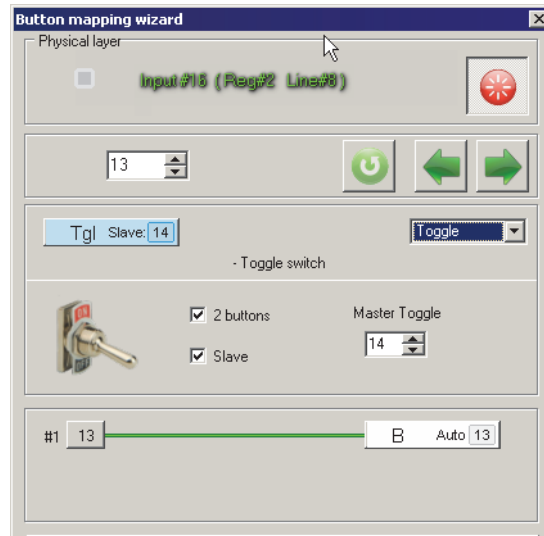 Button mapping wizard
Physical layer
Input #16 (Reg#2 Line#8)
13
Tgl Slave: 14
Toggle
- Toggle switch
2 buttons
Master Toggle
Slave
14
#1 13
B Auto 13